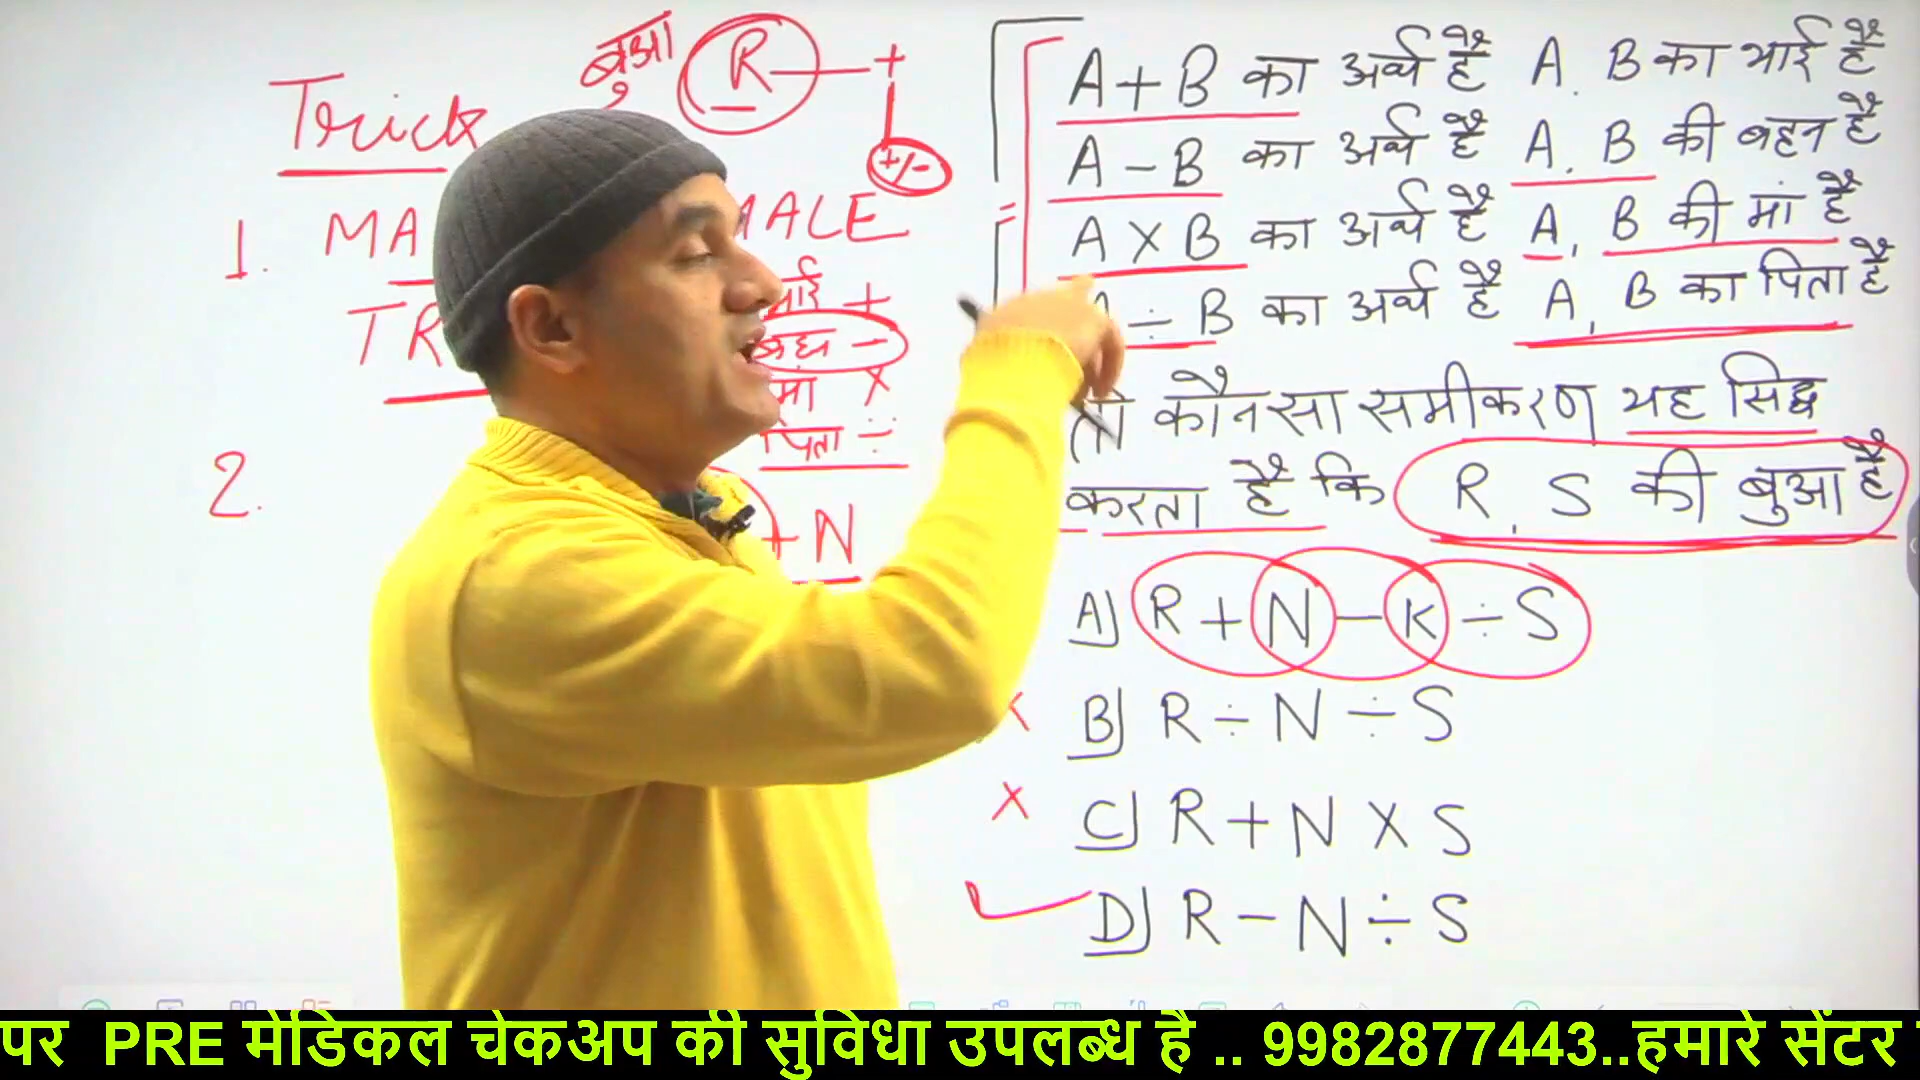 Trick
बुआ
R
+
+/-
1. MA
MALE
TR
भाई +
बहन -
मां ×
पिता ÷
2.
+ N
A + B का अर्थ है A, B का भाई है
A - B का अर्थ है A, B की बहन है
A × B का अर्थ है A, B की मां है
÷ B का अर्थ है A, B का पिता है
तो कौनसा समीकरण यह सिद्ध
करता है कि R, S की बुआ है
A) R + N - K ÷ S
B) R ÷ N ÷ S
C) R + N × S
D) R - N ÷ S
पर PRE मेडिकल चेकअप की सुविधा उपलब्ध है .. 9982877443..हमारे सेंटर